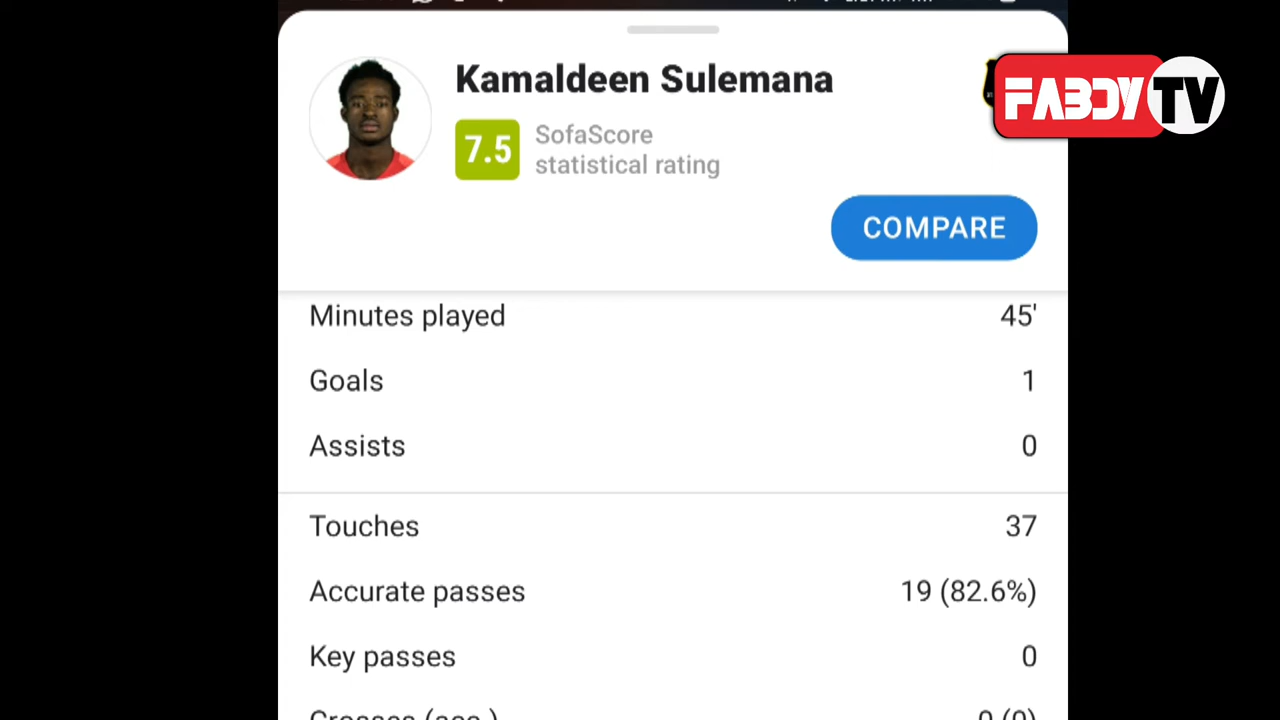 Kamaldeen Sulemana
FABDY TV
7.5
SofaScore
statistical rating
COMPARE
Minutes played 45'
Goals 1
Assists 0
Touches 37
Accurate passes 19 (82.6%)
Key passes 0